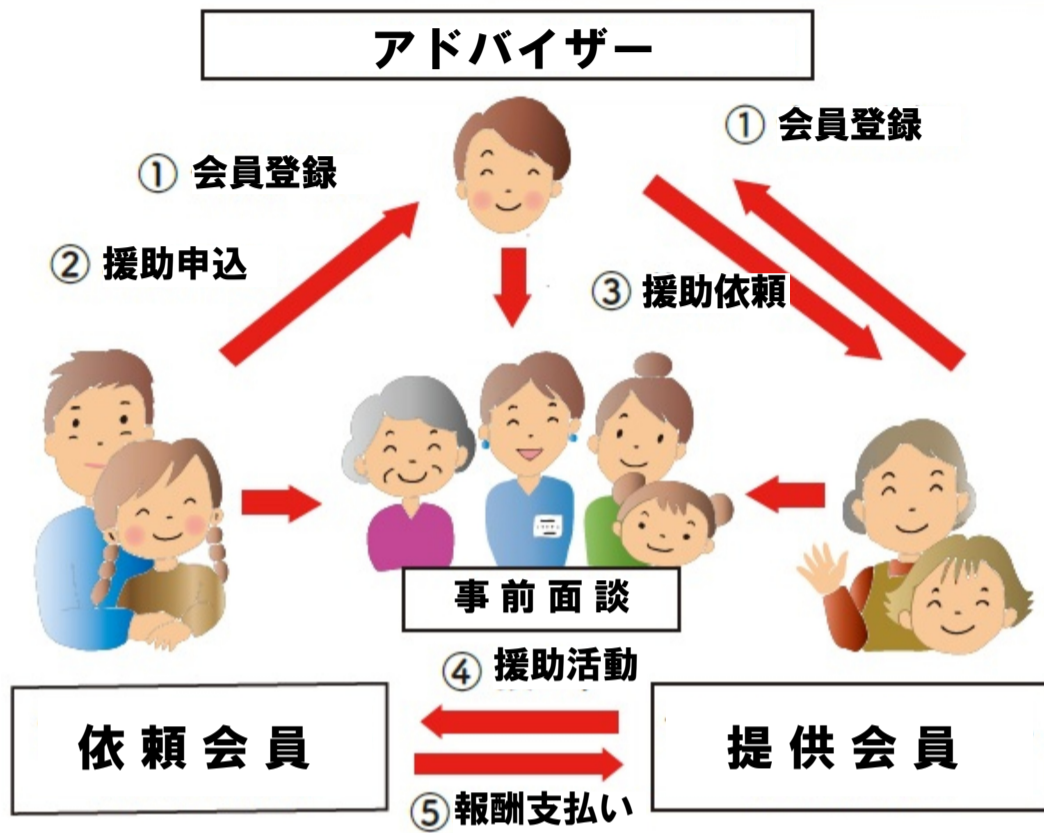 アドバイザー
① 会員登録
① 会員登録
② 援助申込
③ 援助依頼
事前面談
④ 援助活動
依頼会員
提供会員
⑤報酬支払い